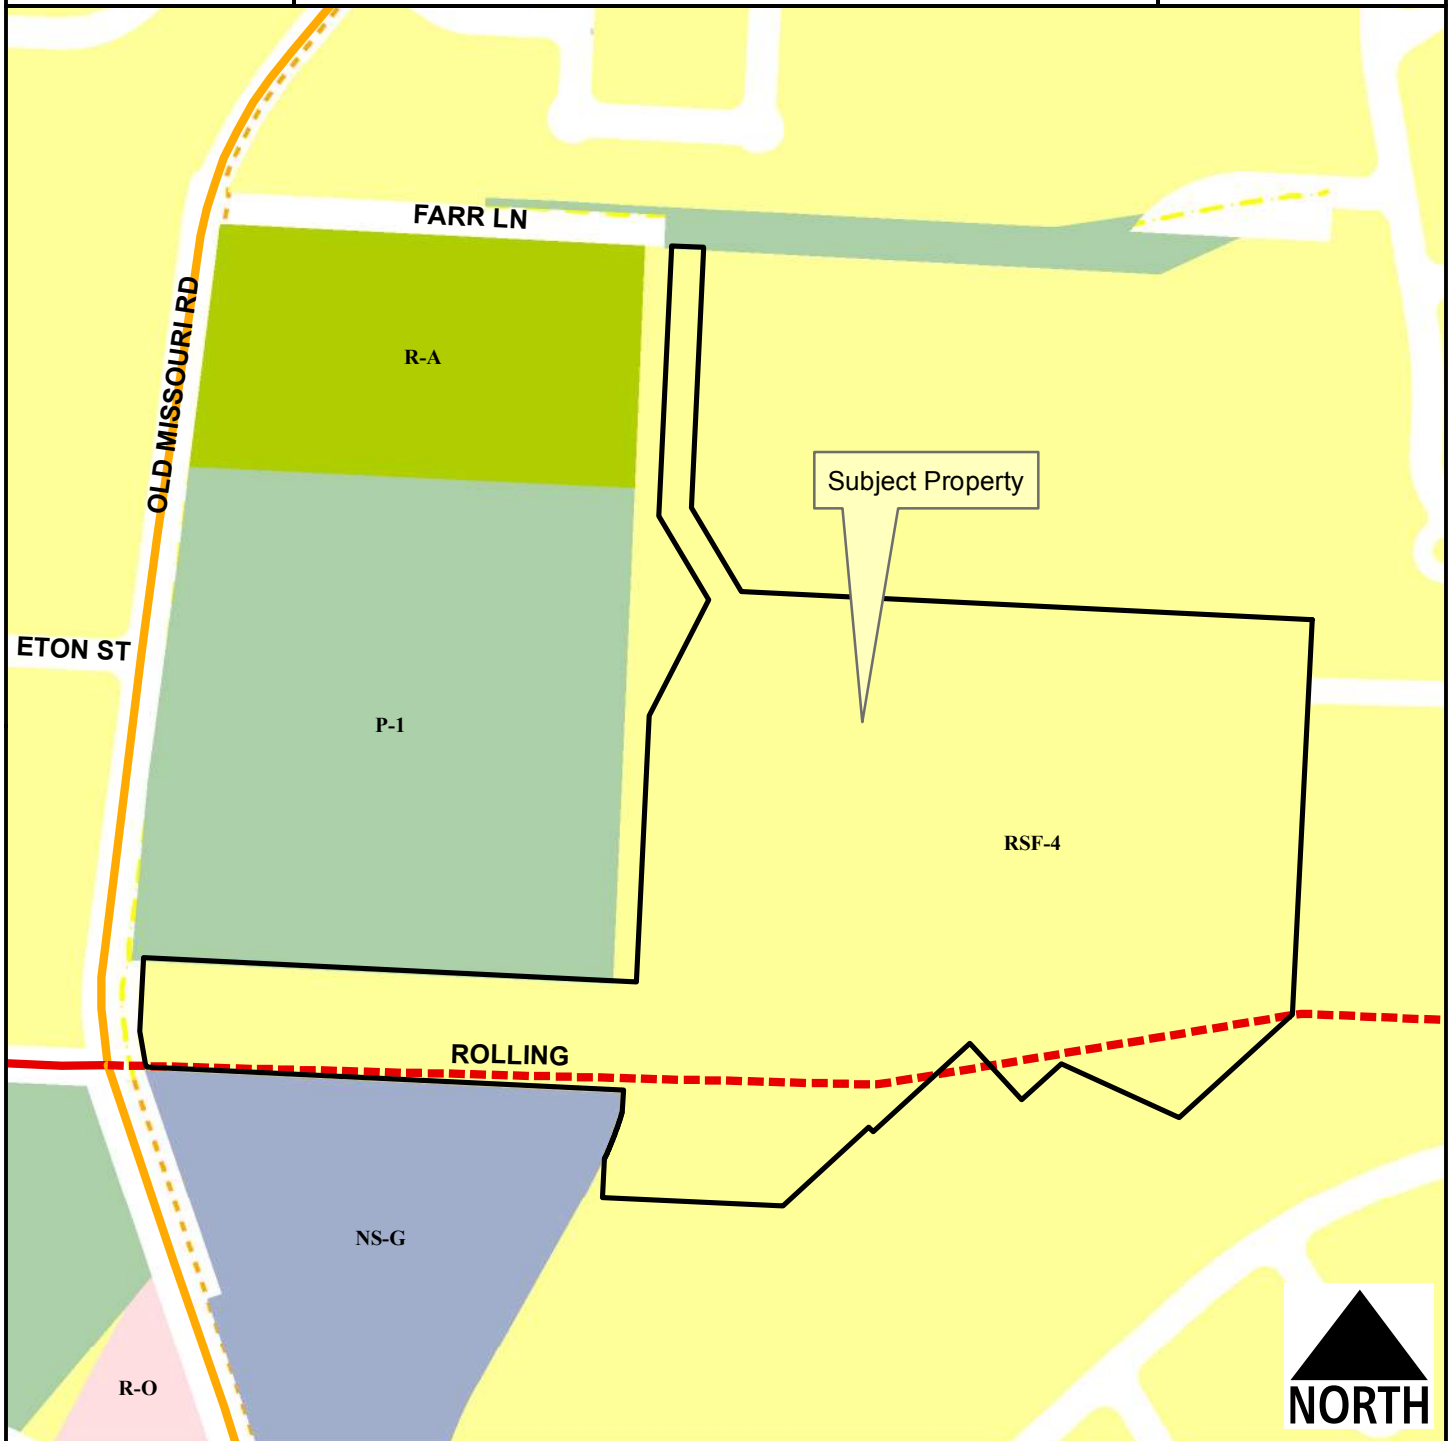 FARR LN
OLD MISSOURI RD
R-A
Subject Property
ETON ST
P-1
RSF-4
ROLLING
NS-G
R-O
NORTH